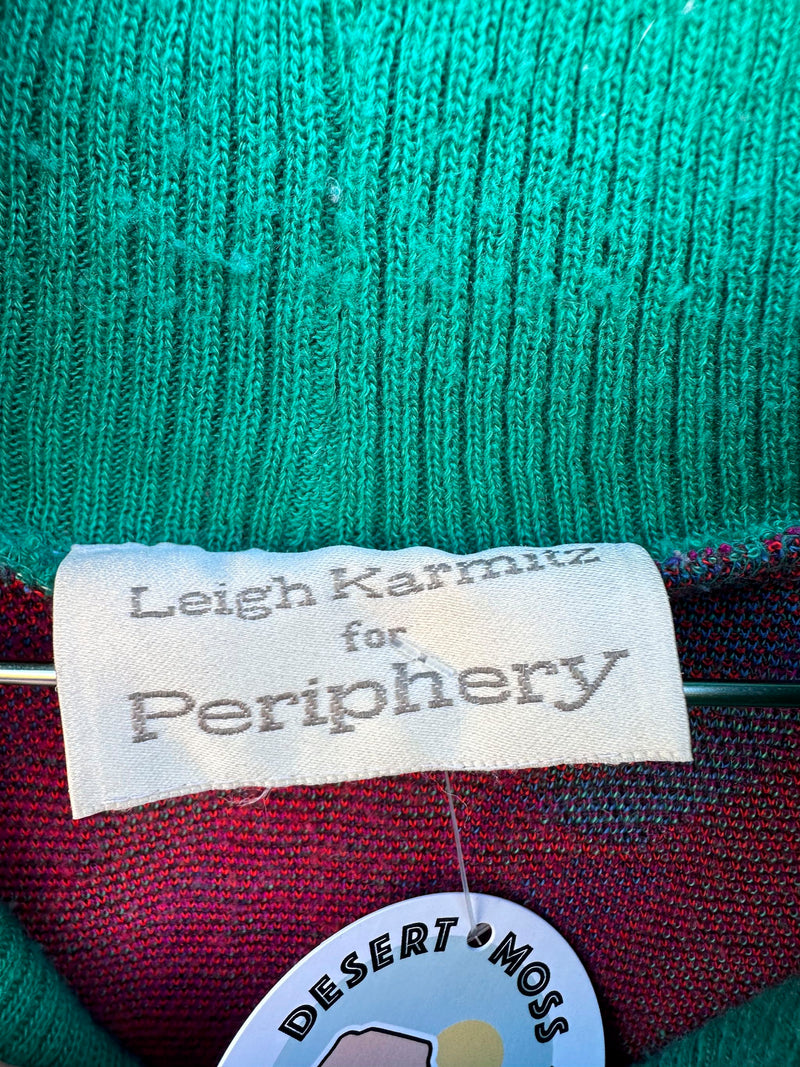 Leigh Karmitz
for
Periphery
DESERT MOSS